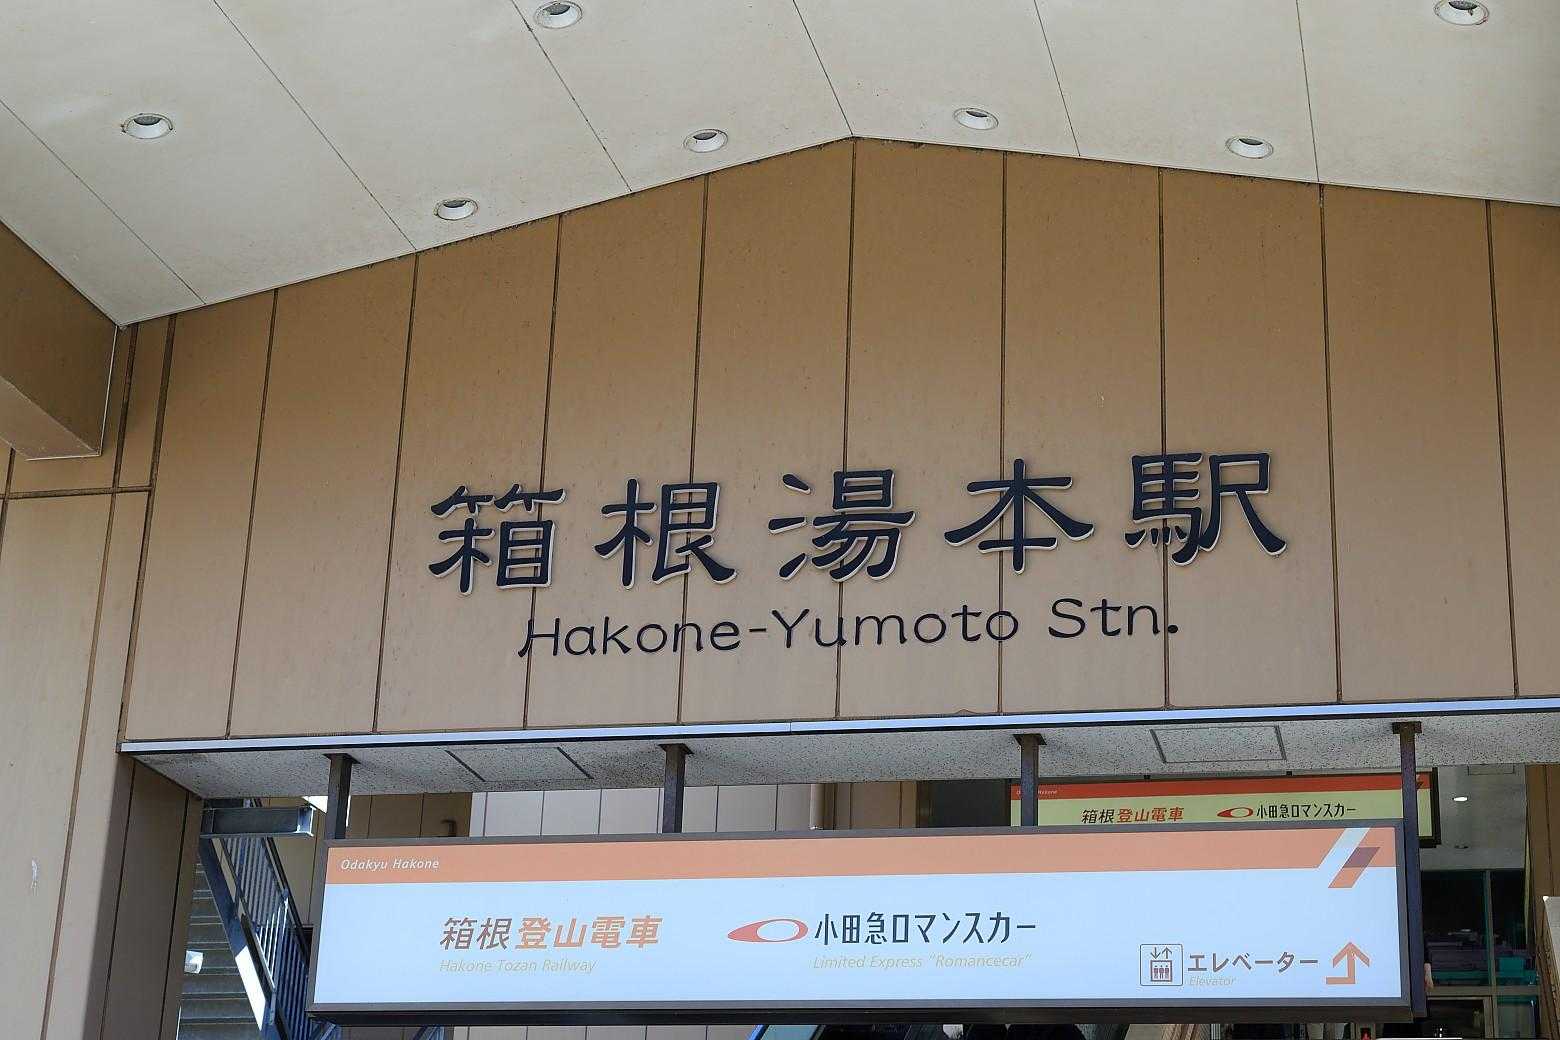 箱根湯本駅
Hakone-Yumoto Stn.
Odakyu Hakone
箱根登山電車 小田急ロマンスカー
Odakyu Hakone
箱根登山電車
Hakone Tozan Railway
小田急ロマンスカー
Limited Express "Romancecar"
エレベーター
Elevator